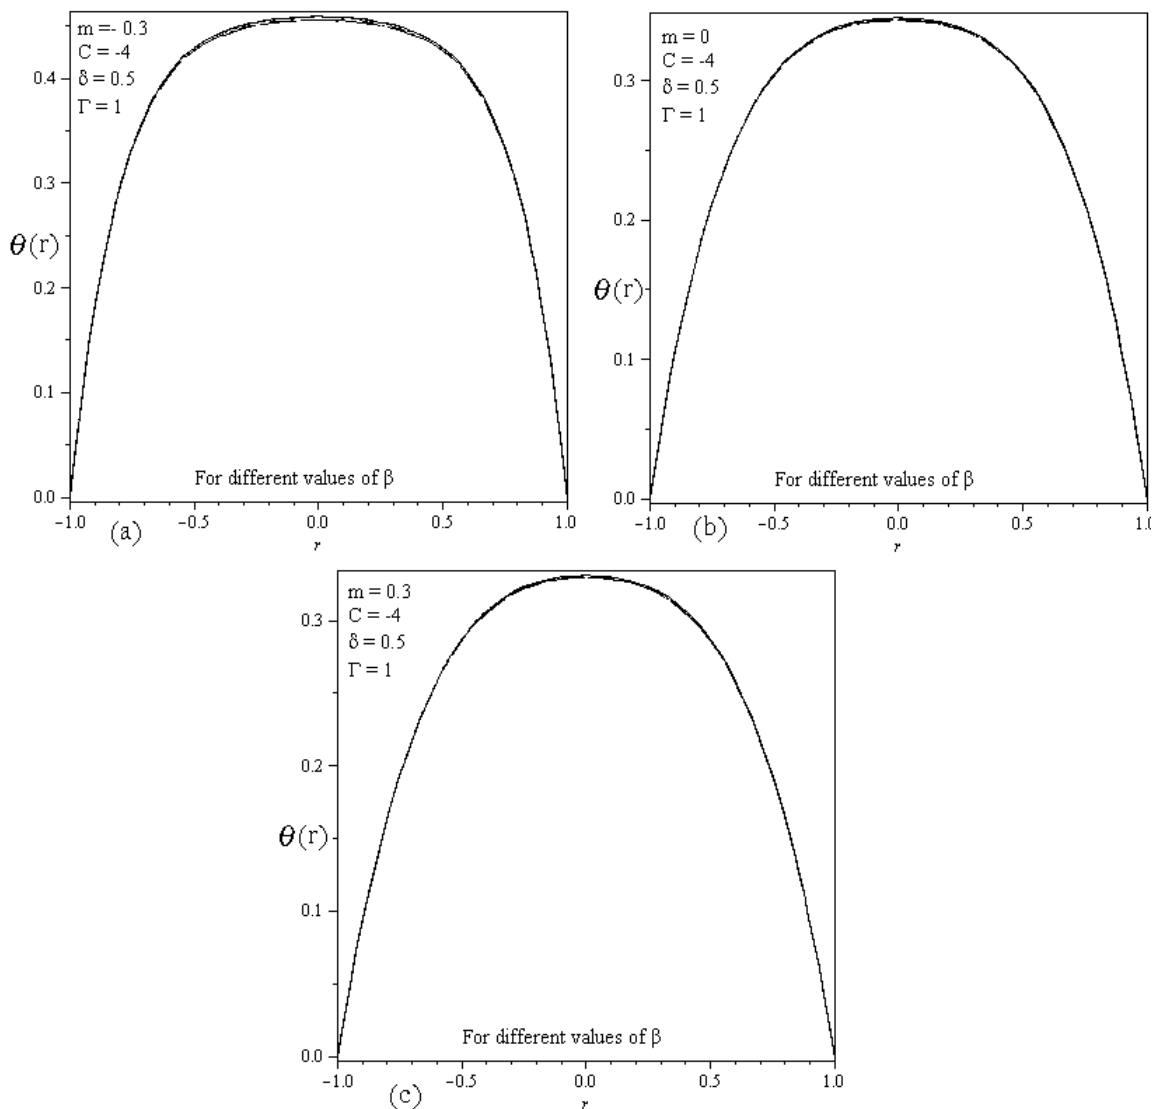 m = - 0.3
C = -4
δ = 0.5
Γ = 1
0.4
0.3
θ(r)
0.2
0.1
0.0
For different values of β
−1.0 −0.5 0.0 0.5 1.0
(a)
r
m = 0
C = -4
δ = 0.5
Γ = 1
0.3
0.2
θ(r)
0.1
0.0
For different values of β
−1.0 −0.5 0.0 0.5 1.0
(b)
r
m = 0.3
C = -4
δ = 0.5
Γ = 1
0.3
0.2
θ(r)
0.1
0.0
For different values of β
−1.0 −0.5 0.0 0.5 1.0
(c)
r